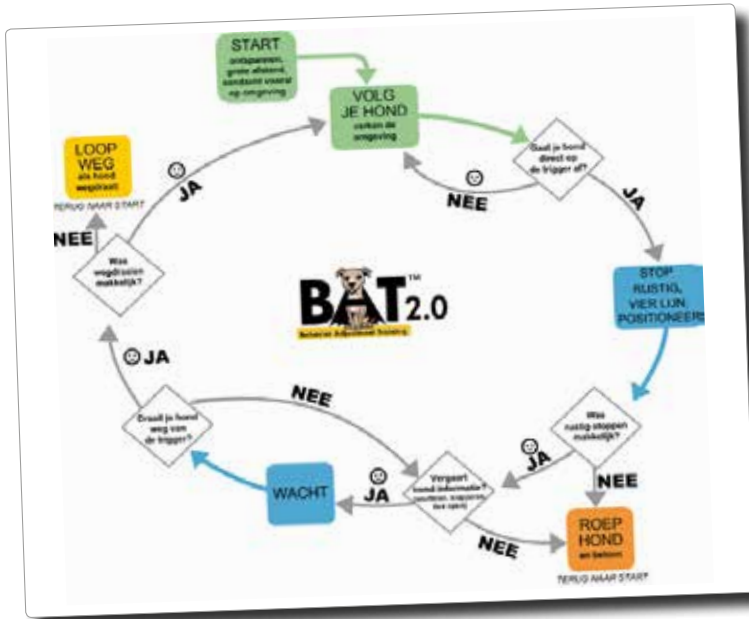 START
ontspannen,
grote afstand,
aandacht vooral
op omgeving
VOLG
JE HOND
verken de
omgeving
Gaat je hond
direct op
de trigger af?
NEE
JA
STOP
RUSTIG,
VIER LIJN,
POSITIONEER
Was
rustig stoppen
makkelijk?
JA
NEE
ROEP
HOND
en beloon
TERUG NAAR START
Vergaart
hond informatie?
NEE
JA
WACHT
Draait je hond
weg van
de trigger?
NEE
JA
Was
wegdraaien
makkelijk?
NEE
JA
LOOP
WEG
als hond
wegdraait
TERUG NAAR START
BAT™ 2.0
Behavior Adjustment Training